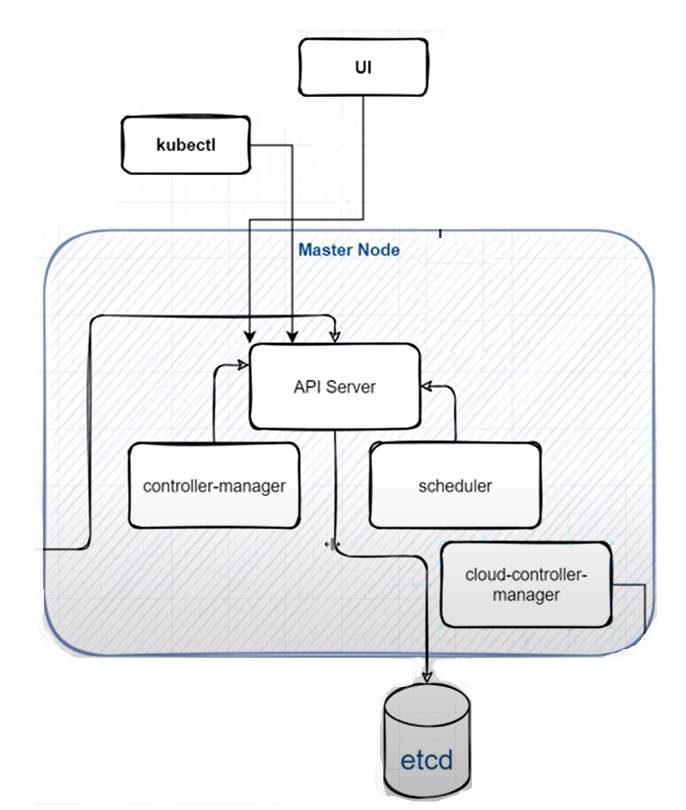 UI
kubectl
Master Node
API Server
controller-manager
scheduler
cloud-controller-
manager
etcd